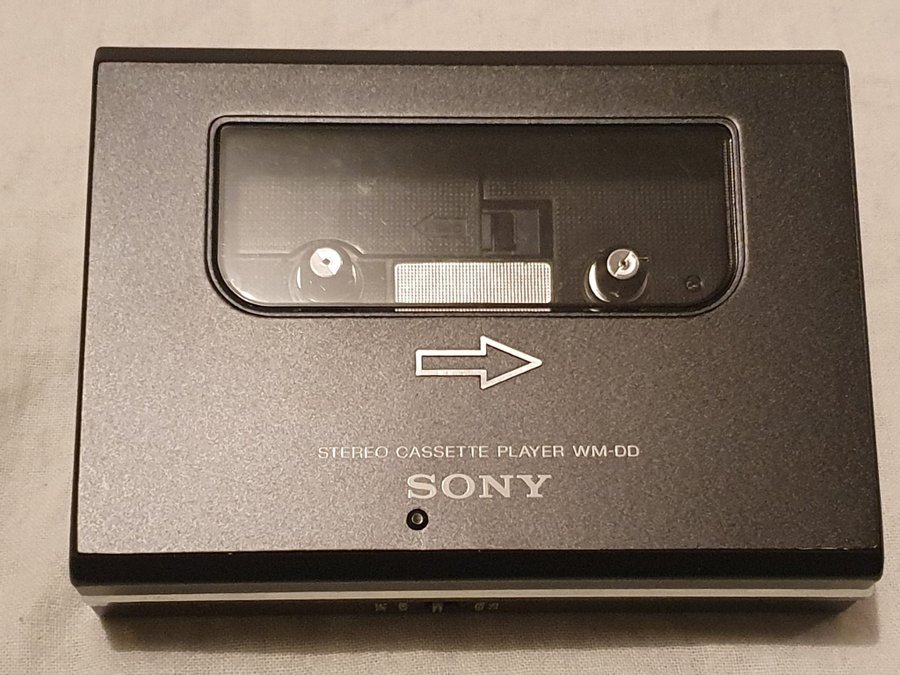 STEREO CASSETTE PLAYER WM-DD
SONY